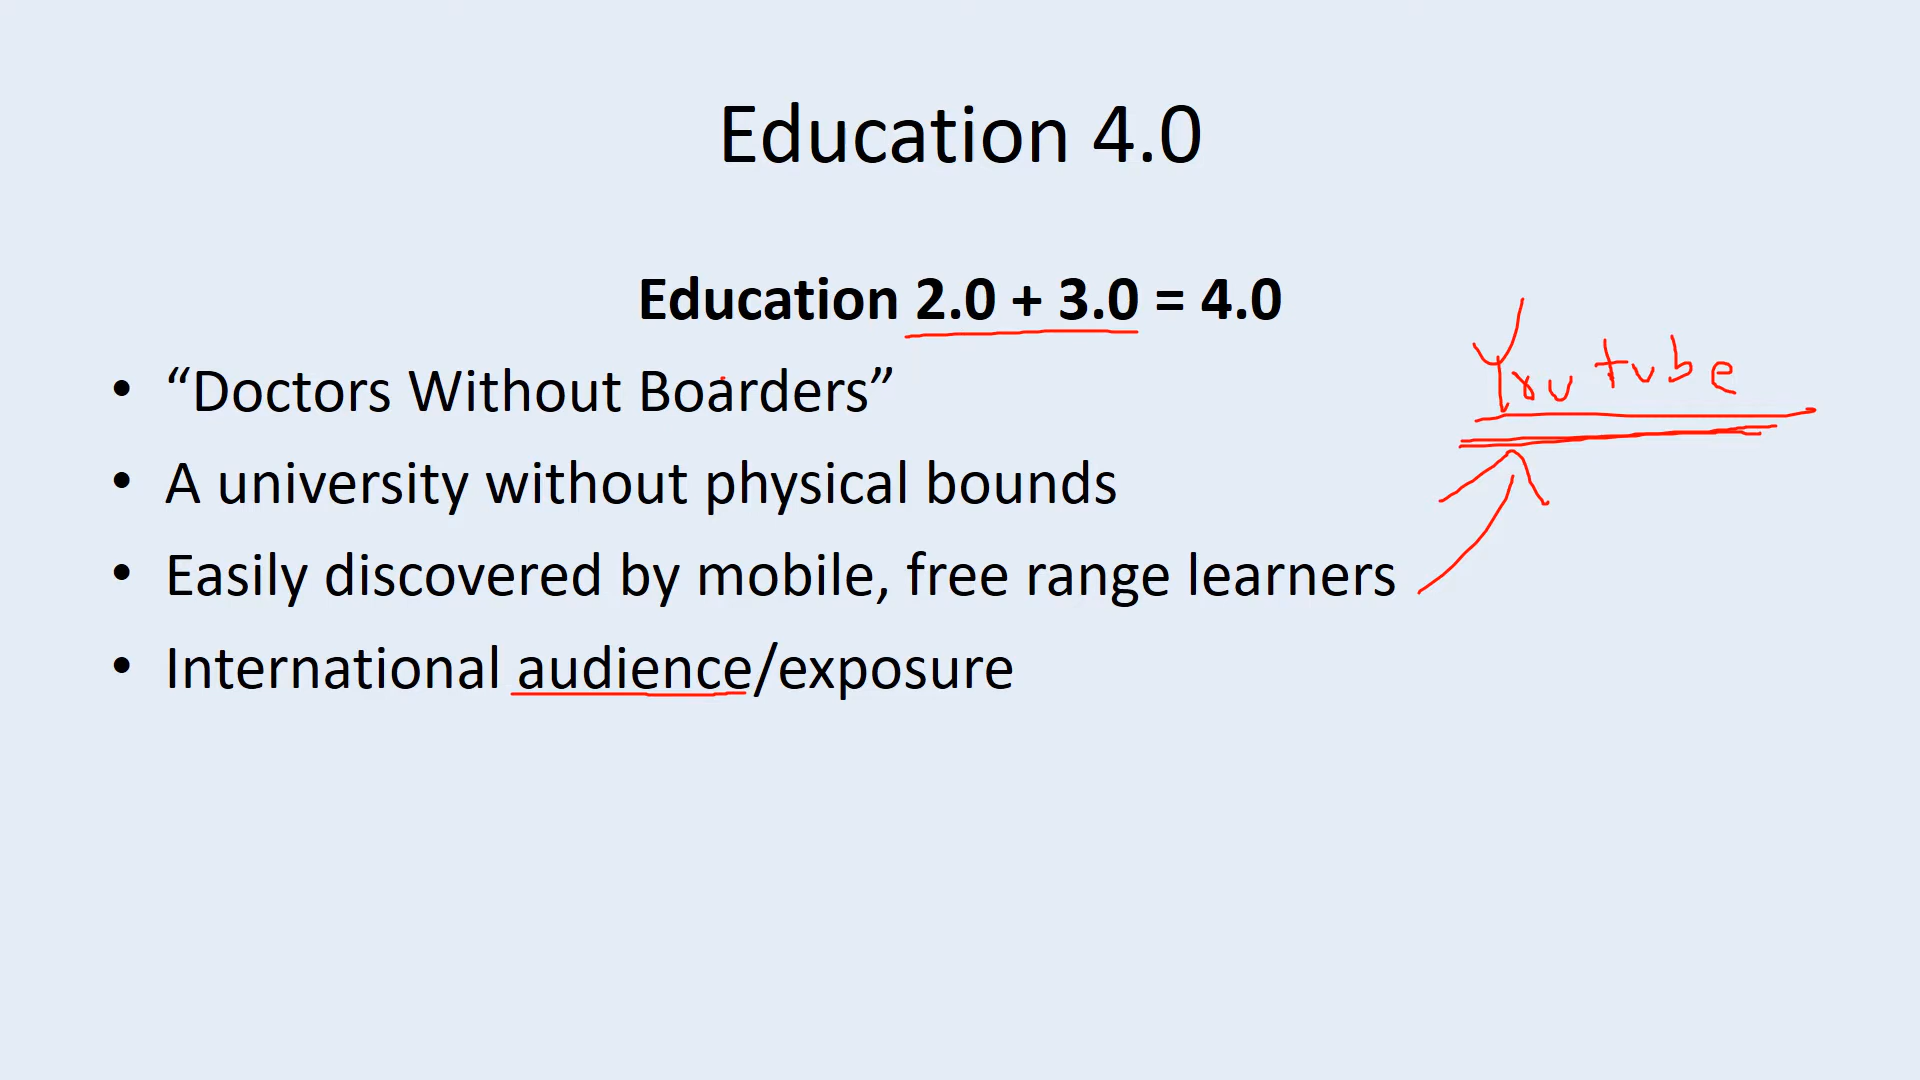 Education 4.0
Education 2.0 + 3.0 = 4.0
• “Doctors Without Boarders”
• A university without physical bounds
• Easily discovered by mobile, free range learners
• International audience/exposure
Youtube